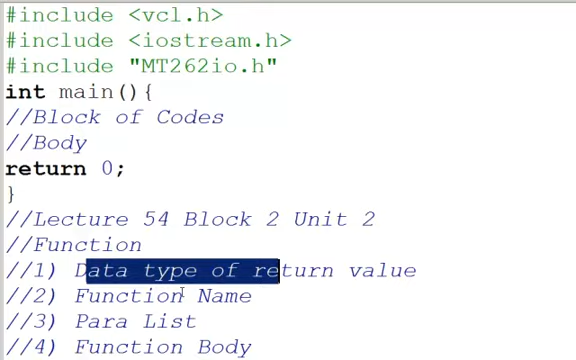 #include <vcl.h>
#include <iostream.h>
#include "MT262io.h"
int main(){
//Block of Codes
//Body
return 0;
}
//Lecture 54 Block 2 Unit 2
//Function
//1) Data type of return value
//2) Function Name
//3) Para List
//4) Function Body